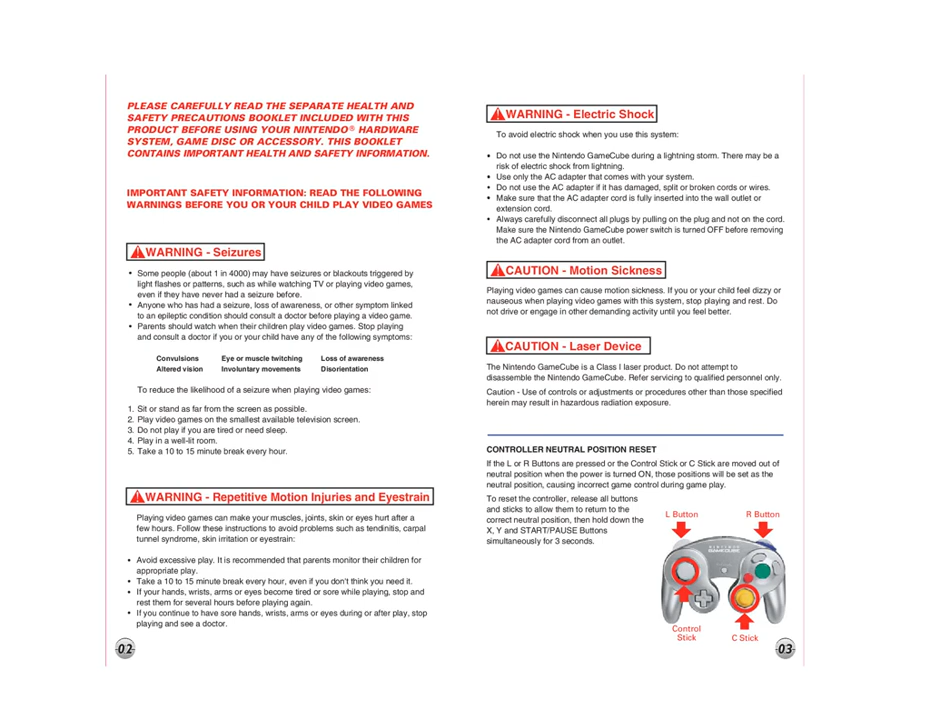 PLEASE CAREFULLY READ THE SEPARATE HEALTH AND
SAFETY PRECAUTIONS BOOKLET INCLUDED WITH THIS
PRODUCT BEFORE USING YOUR NINTENDO® HARDWARE
SYSTEM, GAME DISC OR ACCESSORY. THIS BOOKLET
CONTAINS IMPORTANT HEALTH AND SAFETY INFORMATION.
IMPORTANT SAFETY INFORMATION: READ THE FOLLOWING
WARNINGS BEFORE YOU OR YOUR CHILD PLAY VIDEO GAMES
WARNING - Seizures
• Some people (about 1 in 4000) may have seizures or blackouts triggered by
light flashes or patterns, such as while watching TV or playing video games,
even if they have never had a seizure before.
• Anyone who has had a seizure, loss of awareness, or other symptom linked
to an epileptic condition should consult a doctor before playing a video game.
• Parents should watch when their children play video games. Stop playing
and consult a doctor if you or your child have any of the following symptoms:
Convulsions Eye or muscle twitching Loss of awareness
Altered vision Involuntary movements Disorientation
To reduce the likelihood of a seizure when playing video games:
1. Sit or stand as far from the screen as possible.
2. Play video games on the smallest available television screen.
3. Do not play if you are tired or need sleep.
4. Play in a well-lit room.
5. Take a 10 to 15 minute break every hour.
WARNING - Repetitive Motion Injuries and Eyestrain
Playing video games can make your muscles, joints, skin or eyes hurt after a
few hours. Follow these instructions to avoid problems such as tendinitis, carpal
tunnel syndrome, skin irritation or eyestrain:
• Avoid excessive play. It is recommended that parents monitor their children for
appropriate play.
• Take a 10 to 15 minute break every hour, even if you don't think you need it.
• If your hands, wrists, arms or eyes become tired or sore while playing, stop and
rest them for several hours before playing again.
• If you continue to have sore hands, wrists, arms or eyes during or after play, stop
playing and see a doctor.
02
WARNING - Electric Shock
To avoid electric shock when you use this system:
• Do not use the Nintendo GameCube during a lightning storm. There may be a
risk of electric shock from lightning.
• Use only the AC adapter that comes with your system.
• Do not use the AC adapter if it has damaged, split or broken cords or wires.
• Make sure that the AC adapter cord is fully inserted into the wall outlet or
extension cord.
• Always carefully disconnect all plugs by pulling on the plug and not on the cord.
Make sure the Nintendo GameCube power switch is turned OFF before removing
the AC adapter cord from an outlet.
CAUTION - Motion Sickness
Playing video games can cause motion sickness. If you or your child feel dizzy or
nauseous when playing video games with this system, stop playing and rest. Do
not drive or engage in other demanding activity until you feel better.
CAUTION - Laser Device
The Nintendo GameCube is a Class I laser product. Do not attempt to
disassemble the Nintendo GameCube. Refer servicing to qualified personnel only.
Caution - Use of controls or adjustments or procedures other than those specified
herein may result in hazardous radiation exposure.
CONTROLLER NEUTRAL POSITION RESET
If the L or R Buttons are pressed or the Control Stick or C Stick are moved out of
neutral position when the power is turned ON, those positions will be set as the
neutral position, causing incorrect game control during game play.
To reset the controller, release all buttons
and sticks to allow them to return to the
correct neutral position, then hold down the
X, Y and START/PAUSE Buttons
simultaneously for 3 seconds.
L Button R Button
NINTENDO
GAMECUBE
Control
Stick
C Stick
03